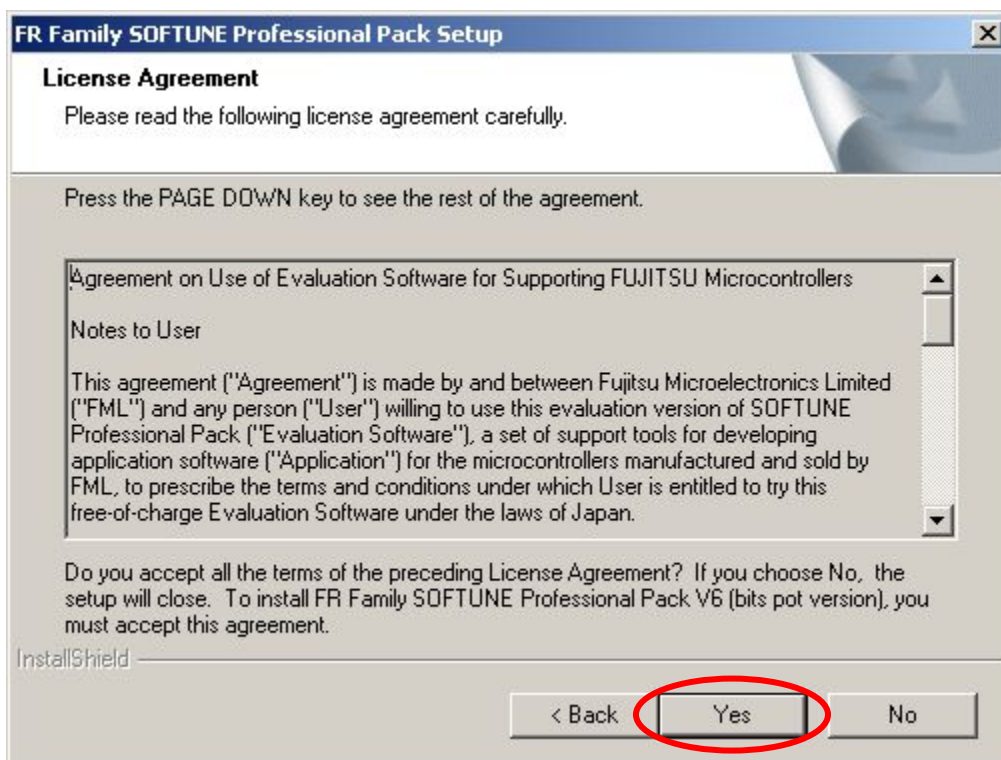 FR Family SOFTUNE Professional Pack Setup
License Agreement
Please read the following license agreement carefully.
Press the PAGE DOWN key to see the rest of the agreement.
Agreement on Use of Evaluation Software for Supporting FUJITSU Microcontrollers
Notes to User
This agreement ("Agreement") is made by and between Fujitsu Microelectronics Limited
("FML") and any person ("User") willing to use this evaluation version of SOFTUNE
Professional Pack ("Evaluation Software"), a set of support tools for developing
application software ("Application") for the microcontrollers manufactured and sold by
FML, to prescribe the terms and conditions under which User is entitled to try this
free-of-charge Evaluation Software under the laws of Japan.
Do you accept all the terms of the preceding License Agreement? If you choose No, the
setup will close. To install FR Family SOFTUNE Professional Pack V6 (bits pot version), you
must accept this agreement.
InstallShield
< Back Yes No